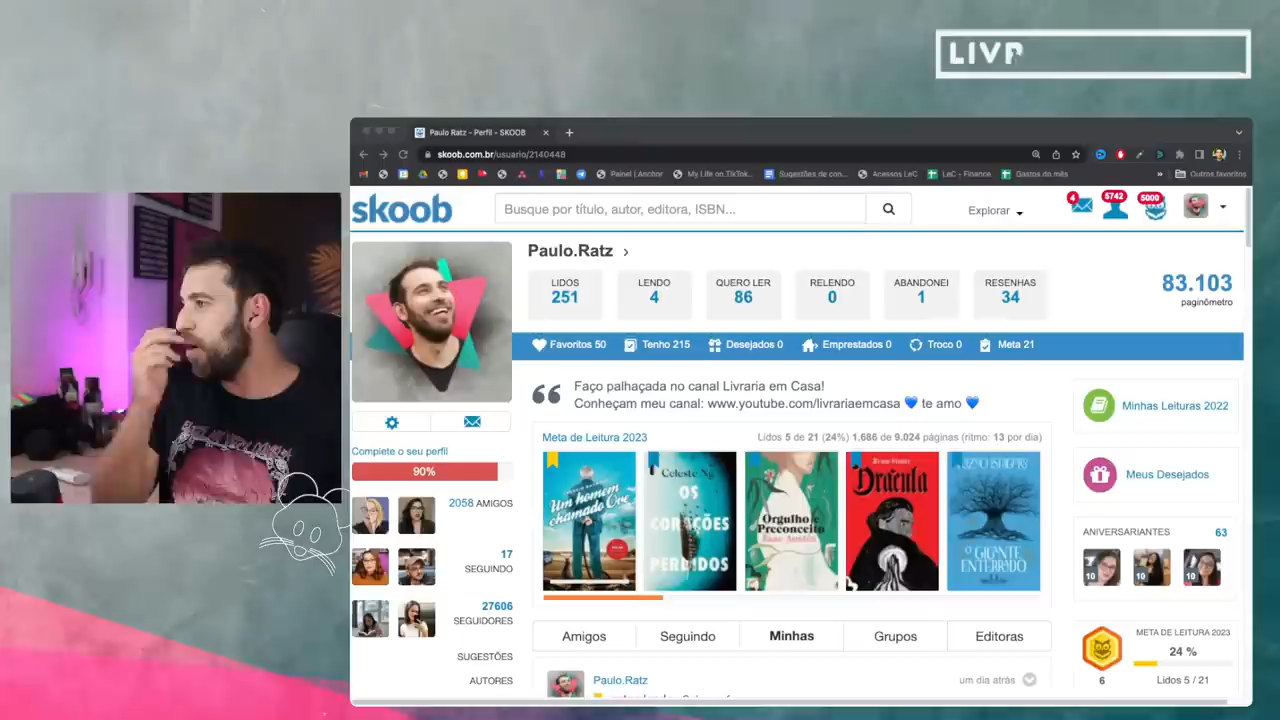 LIVR
Paulo Ratz - Perfil - SKOOB
skoob.com.br/usuario/2140448
Painel | Anchor
My Life on TikTok...
Sugestões de con...
Acessos LeC
LeC - Finance
Gastos do mês
»
Outros favoritos
skoob
Busque por título, autor, editora, ISBN...
Explorar
4
5742
5000
Paulo.Ratz
LIDOS
251
LENDO
4
QUERO LER
86
RELENDO
0
ABANDONEI
1
RESENHAS
34
83.103
paginômetro
Favoritos 50
Tenho 215
Desejados 0
Emprestados 0
Troco 0
Meta 21
Faço palhaçada no canal Livraria em Casa!
Conheçam meu canal: www.youtube.com/livrariaemcasa 💙 te amo 💙
Complete o seu perfil
90%
2058 AMIGOS
17
SEGUINDO
27606
SEGUIDORES
SUGESTÕES
AUTORES
Meta de Leitura 2023
Lidos 5 de 21 (24%) 1.686 de 9.024 páginas (ritmo: 13 por dia)
Um homem
chamado Ove
Celeste Ng
OS
CORAÇÕES
PERDIDOS
Orgulho e
Preconceito
Dracula
O GIGANTE
ENTERRADO
Amigos
Seguindo
Minhas
Grupos
Editoras
Paulo.Ratz
um dia atrás
Minhas Leituras 2022
Meus Desejados
ANIVERSARIANTES
63
10
10
10
META DE LEITURA 2023
24 %
6
Lidos 5 / 21